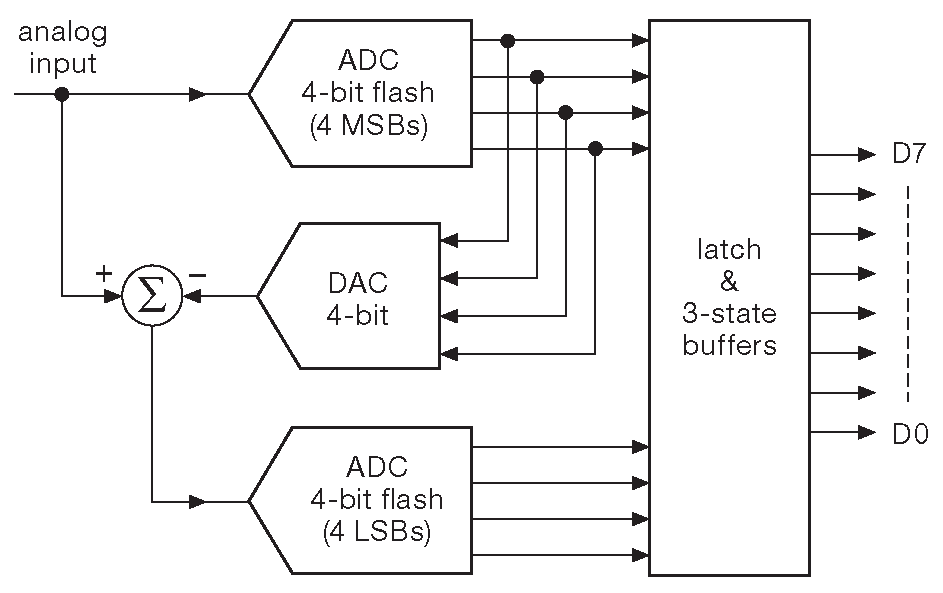 analog
input
ADC
4-bit flash
(4 MSBs)
+
−
Σ
DAC
4-bit
ADC
4-bit flash
(4 LSBs)
latch
&
3-state
buffers
D7
D0